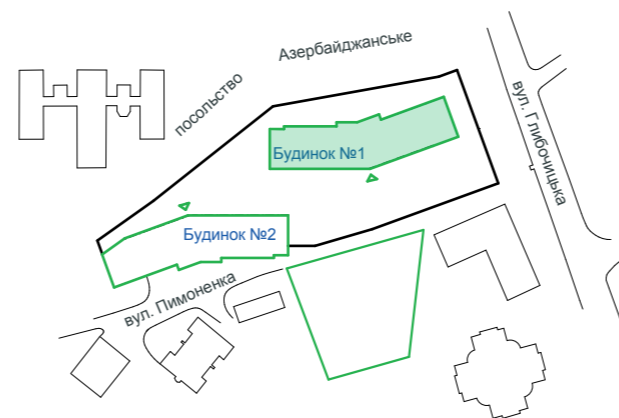 Азербайджанське
посольство
вул. Глибочицька
Будинок №1
Будинок №2
вул. Пимоненка